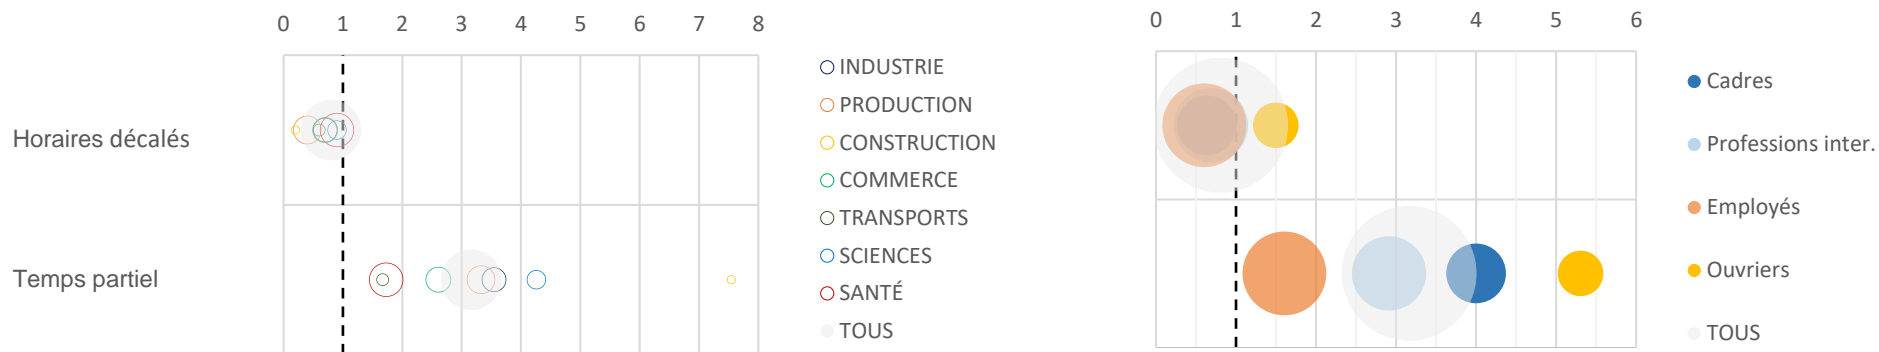 0 1 2 3 4 5 6 7 8
Horaires décalés
Temps partiel
INDUSTRIE
PRODUCTION
CONSTRUCTION
COMMERCE
TRANSPORTS
SCIENCES
SANTÉ
TOUS
0 1 2 3 4 5 6
Cadres
Professions inter.
Employés
Ouvriers
TOUS